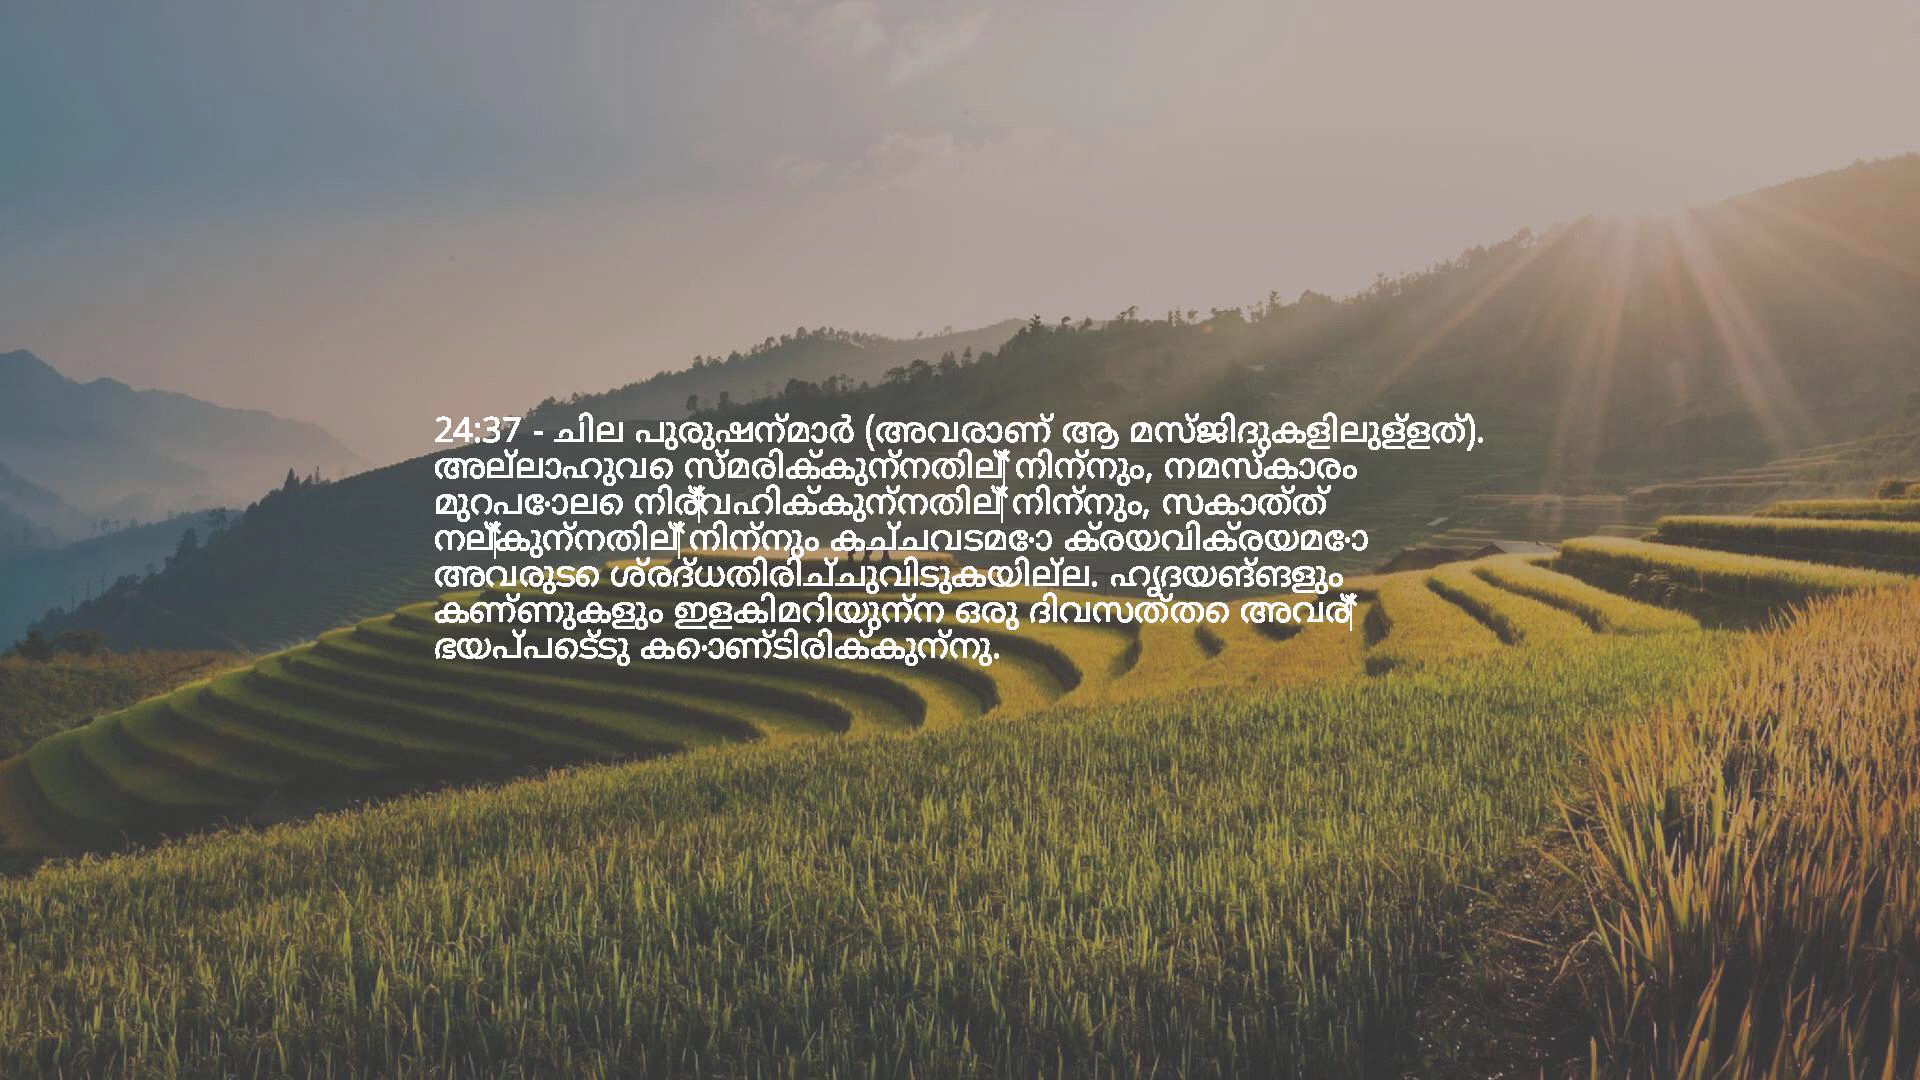 24:37 - ചില പുരുഷന്മാർ (അവരാണ് ആ മസ്ജിദുകളിലുള്ളത്).
അല്ലാഹുവെ സ്മരിക്കുന്നതില്‍ നിന്നും, നമസ്കാരം
മുറപോലെ നിര്‍വഹിക്കുന്നതില്‍ നിന്നും, സകാത്ത്
നല്‍കുന്നതില്‍ നിന്നും കച്ചവടമോ ക്രയവിക്രയമോ
അവരുടെ ശ്രദ്ധതിരിച്ചുവിടുകയില്ല. ഹൃദയങ്ങളും
കണ്ണുകളും ഇളകിമറിയുന്ന ഒരു ദിവസത്തെ അവര്‍
ഭയപ്പെട്ടു കൊണ്ടിരിക്കുന്നു.